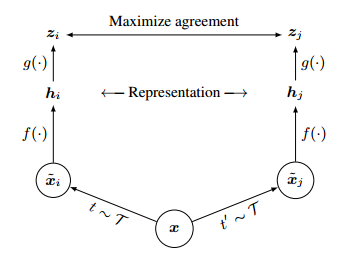 Maximize agreement
z_i z_j
g(·) g(·)
h_i ← Representation → h_j
f(·) f(·)
x̃_i x̃_j
t ~ 𝒯 t' ~ 𝒯
x